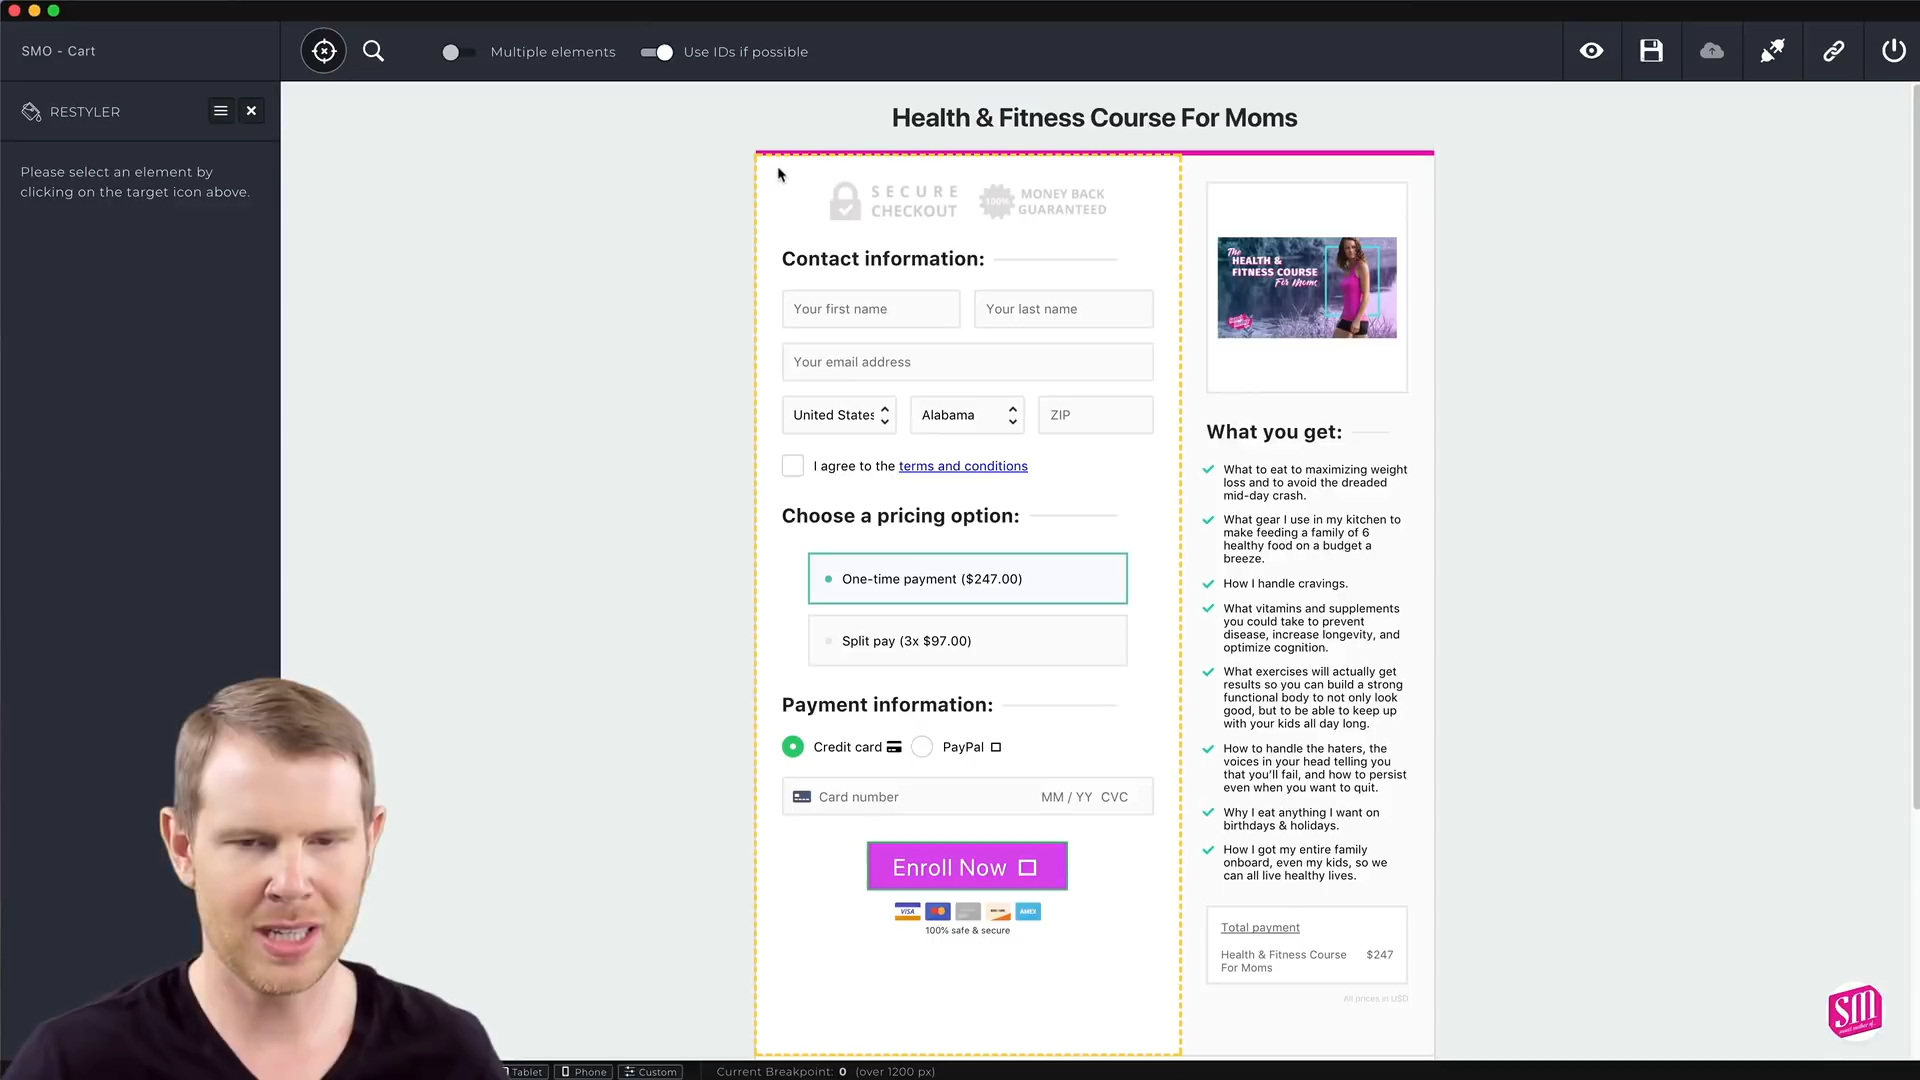 SMO - Cart
Multiple elements
Use IDs if possible
RESTYLER
Please select an element by
clicking on the target icon above.
Health & Fitness Course For Moms
SECURE
CHECKOUT
100%
MONEY BACK
GUARANTEED
Contact information:
Your first name
Your last name
Your email address
United States
Alabama
ZIP
I agree to the terms and conditions
Choose a pricing option:
One-time payment ($247.00)
Split pay (3x $97.00)
Payment information:
Credit card
PayPal
Card number
MM / YY CVC
Enroll Now
VISA
AMEX
100% safe & secure
The
HEALTH &
FITNESS COURSE
For Moms
What you get:
What to eat to maximizing weight
loss and to avoid the dreaded
mid-day crash.
What gear I use in my kitchen to
make feeding a family of 6
healthy food on a budget a
breeze.
How I handle cravings.
What vitamins and supplements
you could take to prevent
disease, increase longevity, and
optimize cognition.
What exercises will actually get
results so you can build a strong
functional body to not only look
good, but to be able to keep up
with your kids all day long.
How to handle the haters, the
voices in your head telling you
that you’ll fail, and how to persist
even when you want to quit.
Why I eat anything I want on
birthdays & holidays.
How I got my entire family
onboard, even my kids, so we
can all live healthy lives.
Total payment
Health & Fitness Course
For Moms
$247
All prices in USD
SM
Tablet
Phone
Custom
Current Breakpoint: 0 (over 1200 px)